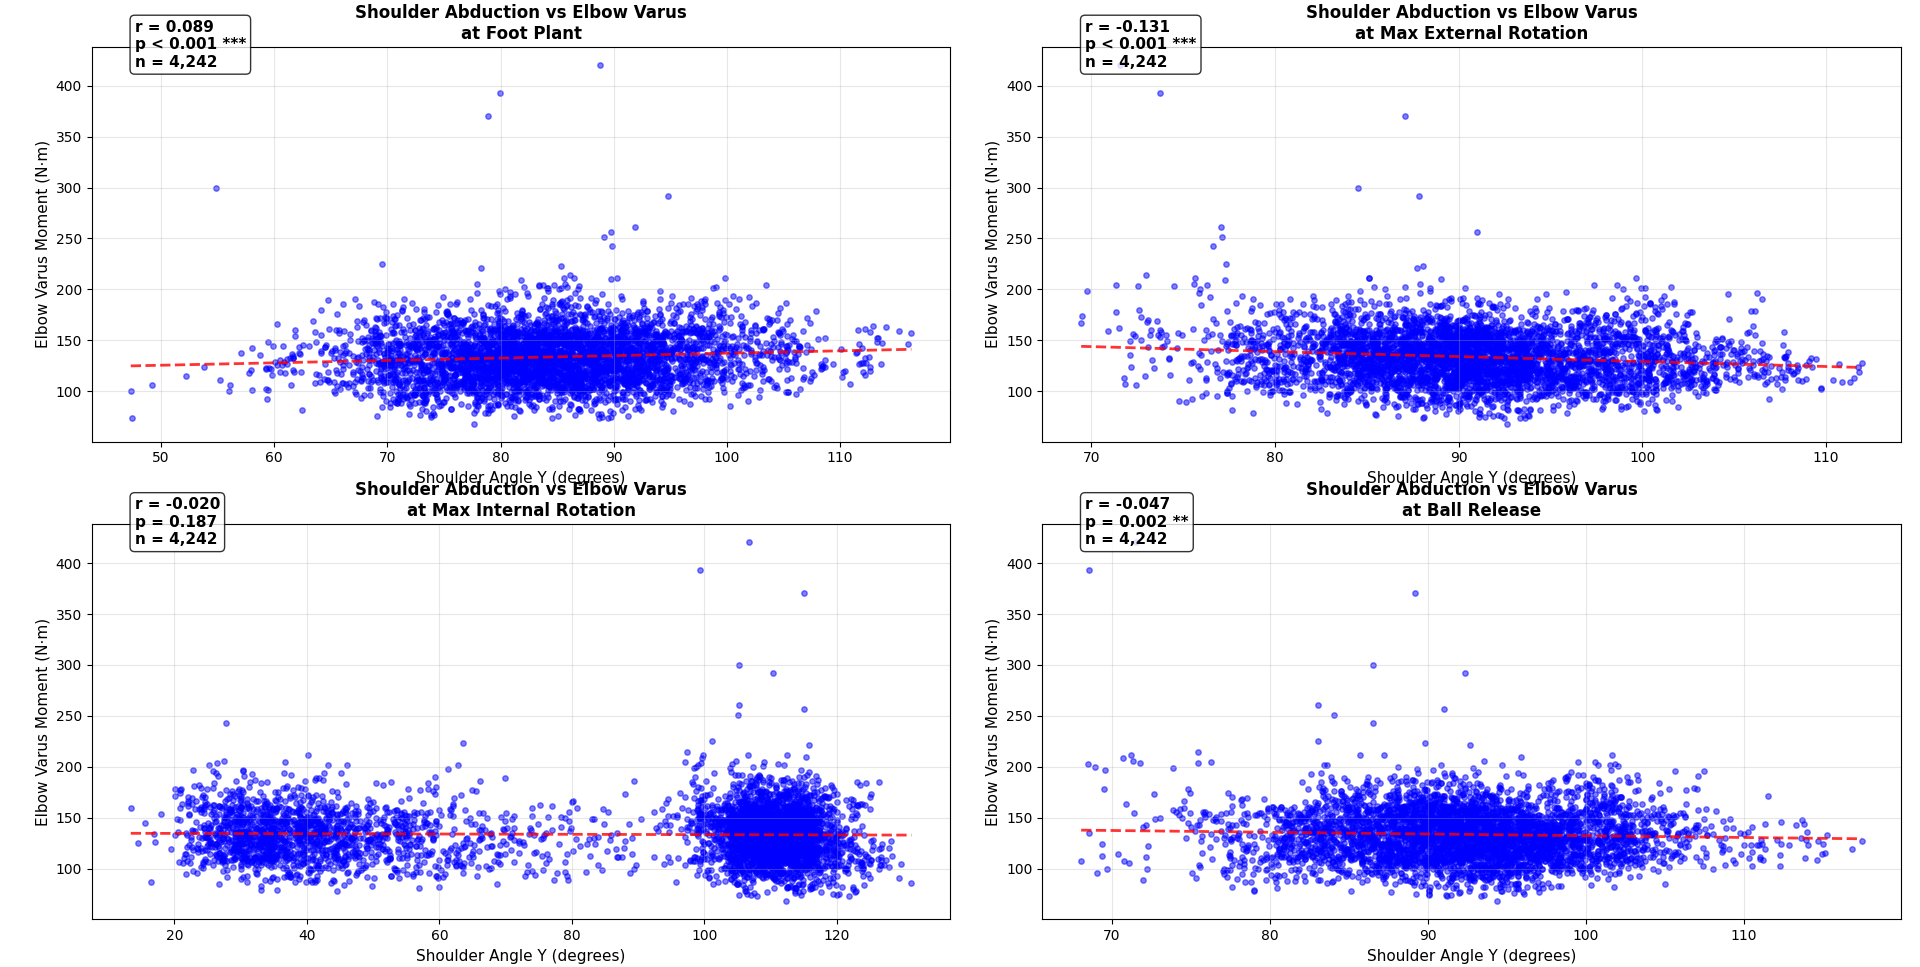 Shoulder Abduction vs Elbow Varus
at Foot Plant
r = 0.089
p < 0.001 ***
n = 4,242
Elbow Varus Moment (N·m)
400
350
300
250
200
150
100
50
60
70
80
90
100
110
Shoulder Angle Y (degrees)
Shoulder Abduction vs Elbow Varus
at Max External Rotation
r = -0.131
p < 0.001 ***
n = 4,242
Elbow Varus Moment (N·m)
400
350
300
250
200
150
100
70
80
90
100
110
Shoulder Angle Y (degrees)
Shoulder Abduction vs Elbow Varus
at Max Internal Rotation
r = -0.020
p = 0.187
n = 4,242
Elbow Varus Moment (N·m)
400
350
300
250
200
150
100
20
40
60
80
100
120
Shoulder Angle Y (degrees)
Shoulder Abduction vs Elbow Varus
at Ball Release
r = -0.047
p = 0.002 **
n = 4,242
Elbow Varus Moment (N·m)
400
350
300
250
200
150
100
70
80
90
100
110
Shoulder Angle Y (degrees)